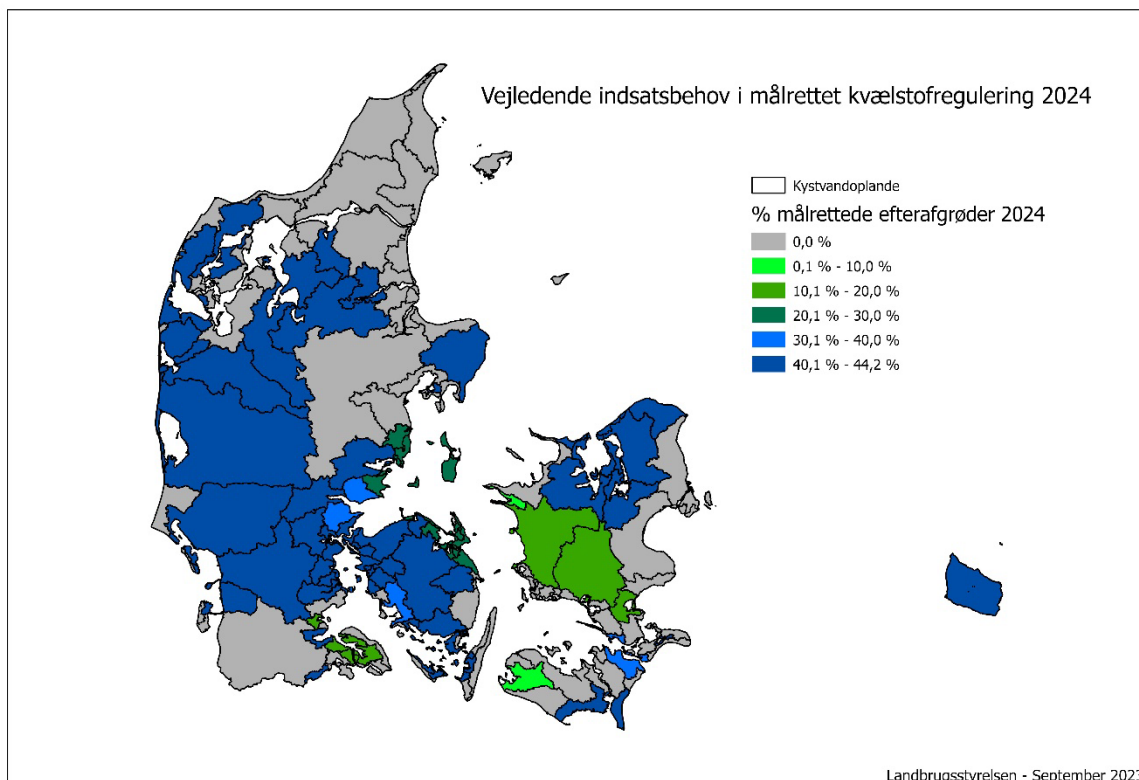 Vejledende indsatsbehov i målrettet kvælstofregulering 2024
Kystvandoplande
% målrettede efterafgrøder 2024
0,0 %
0,1 % - 10,0 %
10,1 % - 20,0 %
20,1 % - 30,0 %
30,1 % - 40,0 %
40,1 % - 44,2 %
Landbrugsstyrelsen - September 2023